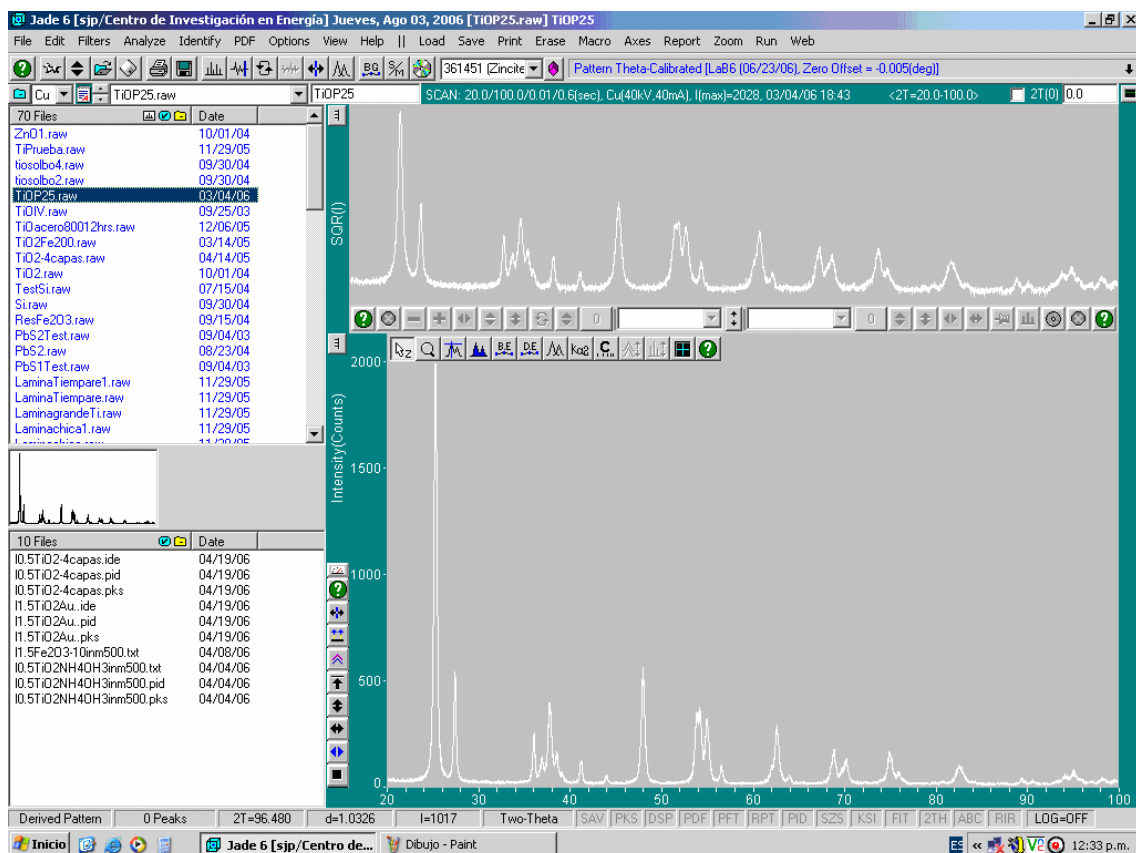 Jade 6 [sjp/Centro de Investigación en Energía] Jueves, Ago 03, 2006 [TiOP25.raw] TiOP25
File Edit Filters Analyze Identify PDF Options View Help || Load Save Print Erase Macro Axes Report Zoom Run Web
BG S/M 361451 (Zincite Pattern Theta-Calibrated [LaB6 (06/23/06), Zero Offset = -0.005(deg)]
Cu TiOP25.raw TiOP25 SCAN: 20.0/100.0/0.01/0.6(sec), Cu(40kV,40mA), I(max)=2028, 03/04/06 18:43 <2T=20.0-100.0> 2T(0) 0.0
70 Files Date
ZnO1.raw 10/01/04
TiPrueba.raw 11/29/05
tiosolbo4.raw 09/30/04
tiosolbo2.raw 09/30/04
TiOP25.raw 03/04/06
TiOIV.raw 09/25/03
TiOacero80012hrs.raw 12/06/05
TiO2Fe200.raw 03/14/05
TiO2-4capas.raw 04/14/05
TiO2.raw 10/01/04
TestSi.raw 07/15/04
Si.raw 09/30/04
ResFe2O3.raw 09/15/04
PbS2Test.raw 09/04/03
PbS2.raw 08/23/04
PbS1Test.raw 09/04/03
LaminaTiempare1.raw 11/29/05
LaminaTiempare.raw 11/29/05
LaminagrandeTi.raw 11/29/05
Laminachica1.raw 11/29/05
Laminachica.raw 11/29/05
SQR(I)
0 0
B.E D.E Kα2 C
Intensity(Counts)
2000
1500
1000
500
0
20 30 40 50 60 70 80 90 100
10 Files Date
I0.5TiO2-4capas.ide 04/19/06
I0.5TiO2-4capas.pid 04/19/06
I0.5TiO2-4capas.pks 04/19/06
I1.5TiO2Au..ide 04/19/06
I1.5TiO2Au..pid 04/19/06
I1.5TiO2Au..pks 04/19/06
I1.5Fe2O3-10inm500.txt 04/08/06
I0.5TiO2NH4OH3inm500.txt 04/04/06
I0.5TiO2NH4OH3inm500.pid 04/04/06
I0.5TiO2NH4OH3inm500.pks 04/04/06
Derived Pattern 0 Peaks 2T=96.480 d=1.0326 I=1017 Two-Theta SAV PKS DSP PDF PFT RPT PID SZS KSI FIT 2TH ABC RIR LOG=OFF
Inicio Jade 6 [sjp/Centro de... Dibujo - Paint ES « 12:33 p.m.